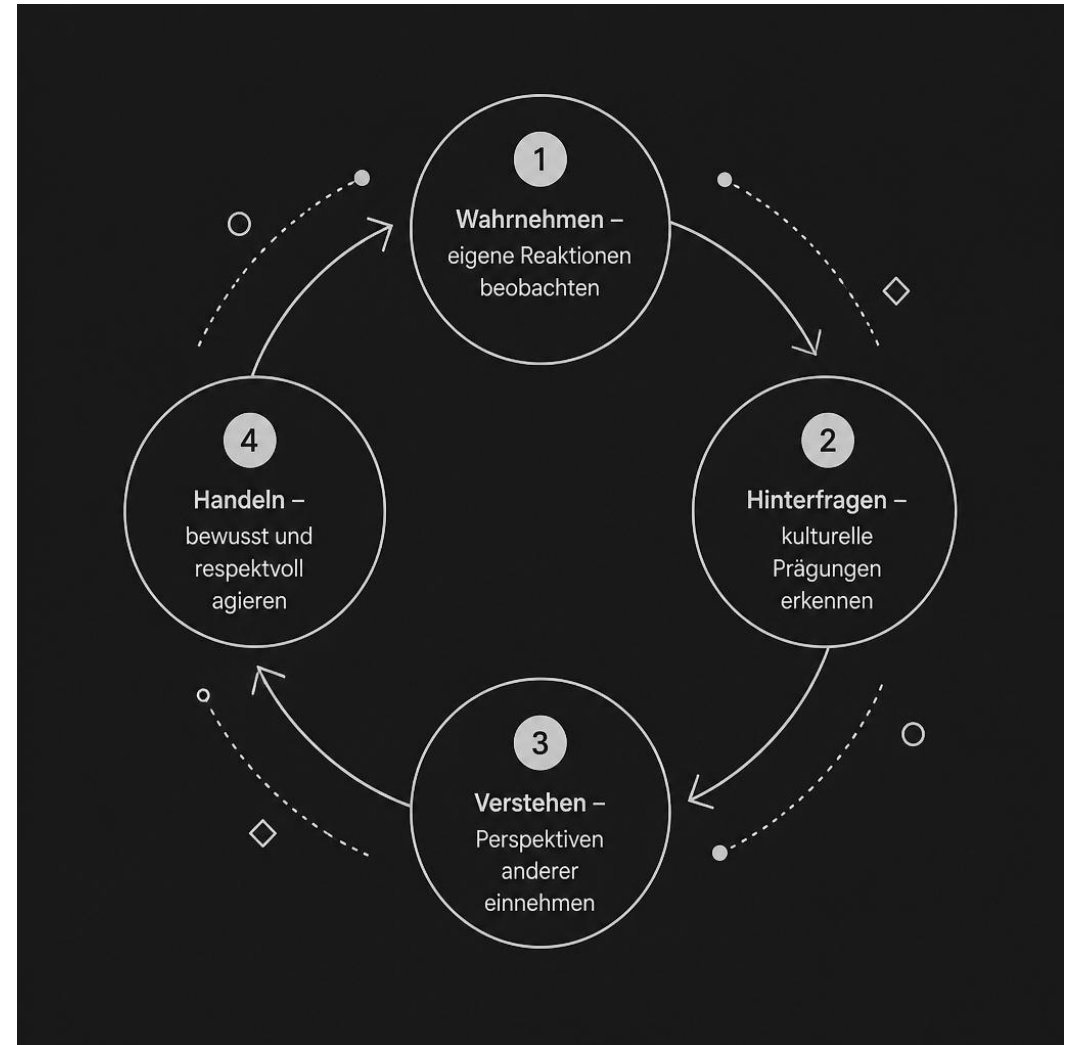 1
Wahrnehmen –
eigene Reaktionen
beobachten
2
Hinterfragen –
kulturelle
Prägungen
erkennen
3
Verstehen –
Perspektiven
anderer
einnehmen
4
Handeln –
bewusst und
respektvoll
agieren